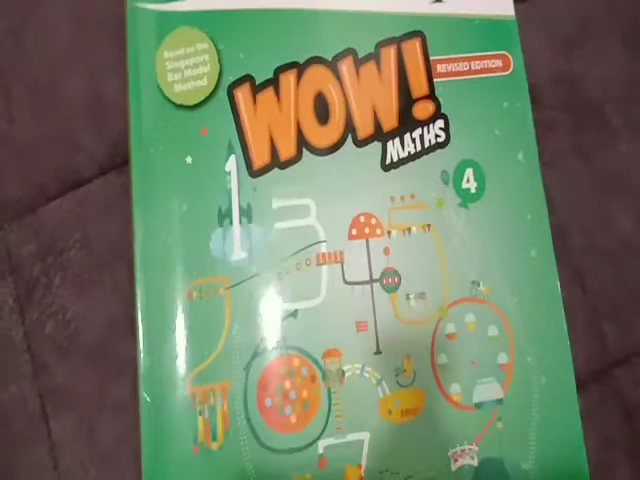 Based on the
Singapore
Bar Model
Method
WOW!
MATHS
REVISED EDITION
4